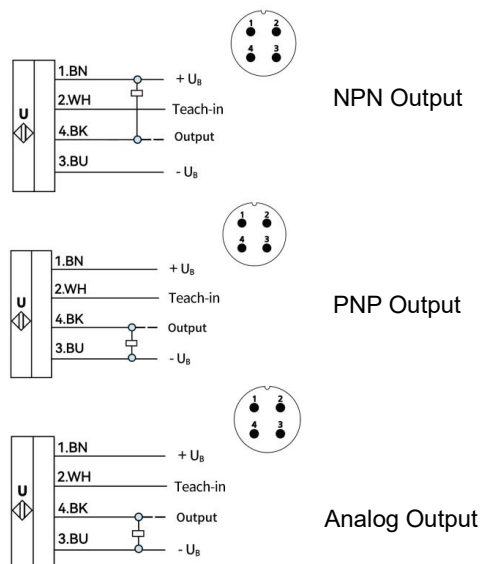 1 2
4 3
1.BN + UB
2.WH Teach-in
U
4.BK Output
3.BU - UB
NPN Output
1 2
4 3
1.BN + UB
2.WH Teach-in
U
4.BK Output
3.BU - UB
PNP Output
1 2
4 3
1.BN + UB
2.WH Teach-in
U
4.BK Output
3.BU - UB
Analog Output